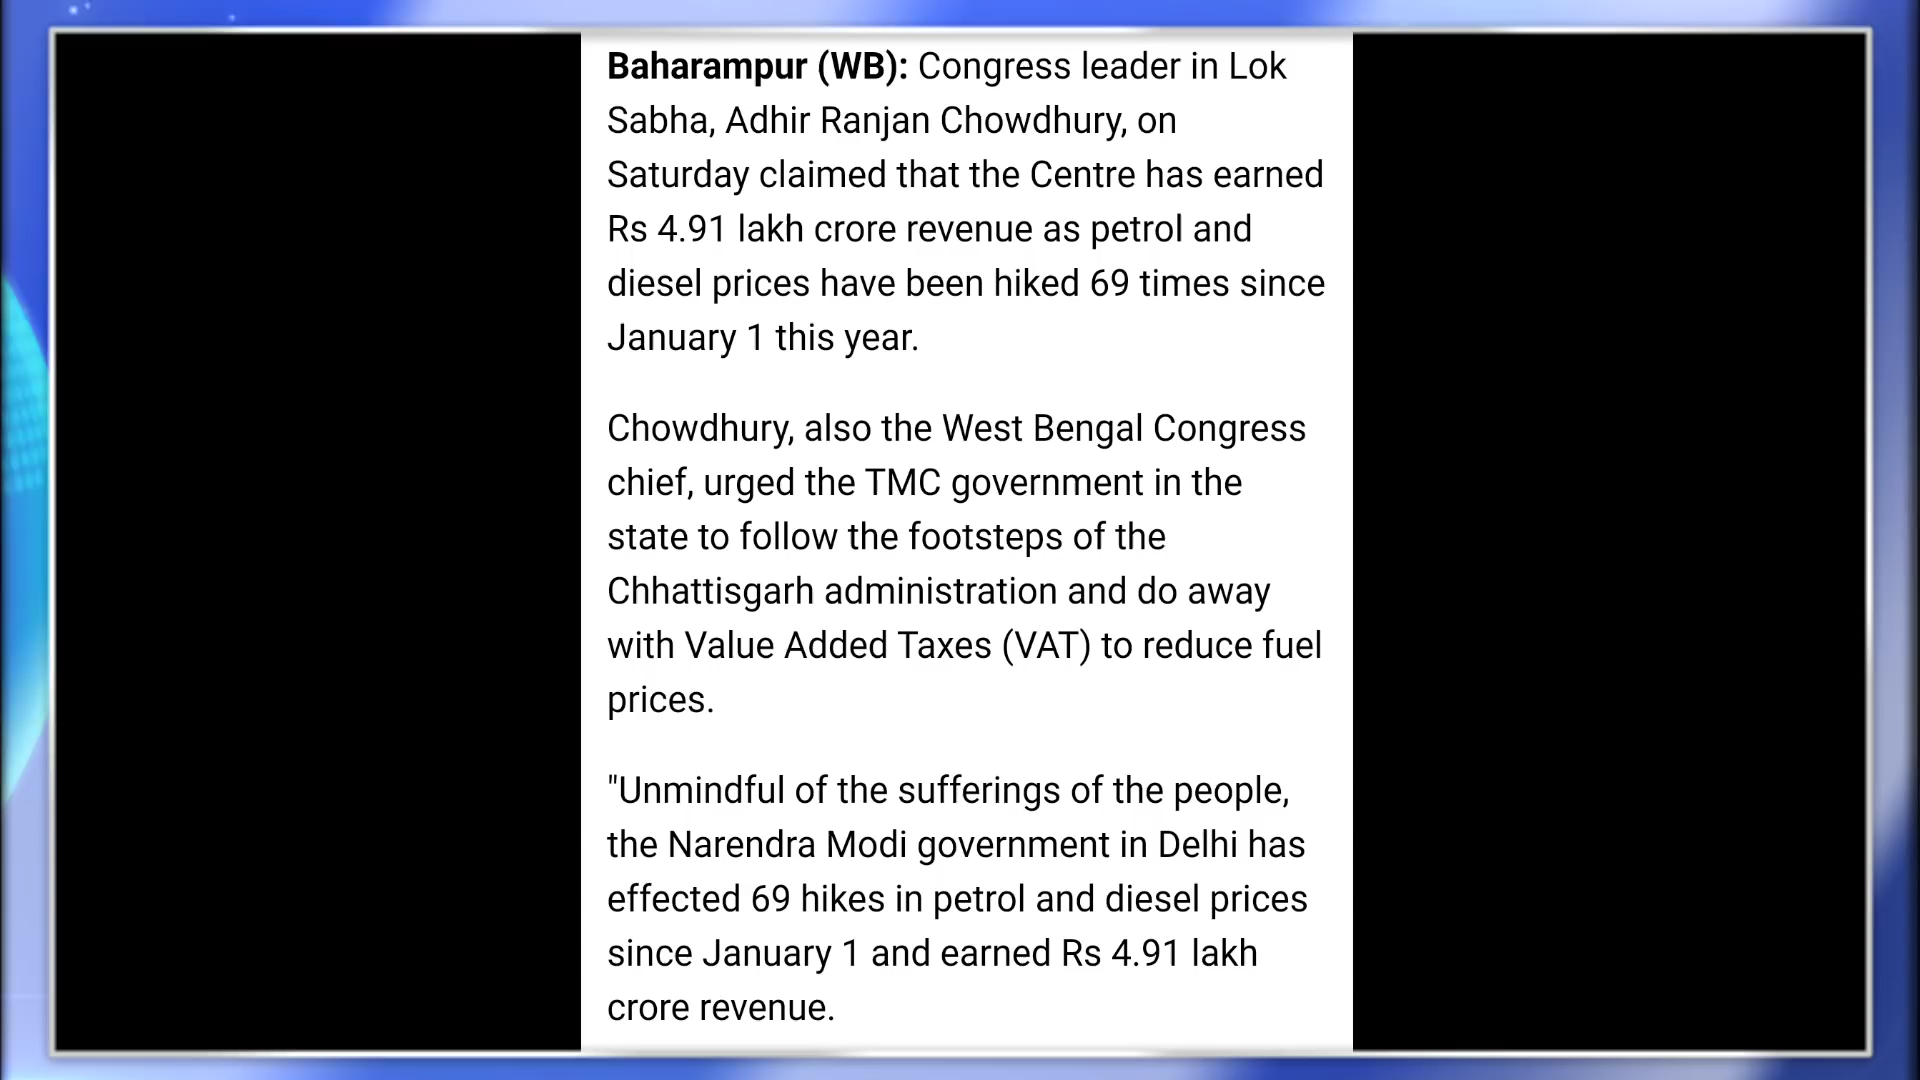 Baharampur (WB): Congress leader in Lok
Sabha, Adhir Ranjan Chowdhury, on
Saturday claimed that the Centre has earned
Rs 4.91 lakh crore revenue as petrol and
diesel prices have been hiked 69 times since
January 1 this year.
Chowdhury, also the West Bengal Congress
chief, urged the TMC government in the
state to follow the footsteps of the
Chhattisgarh administration and do away
with Value Added Taxes (VAT) to reduce fuel
prices.
"Unmindful of the sufferings of the people,
the Narendra Modi government in Delhi has
effected 69 hikes in petrol and diesel prices
since January 1 and earned Rs 4.91 lakh
crore revenue.